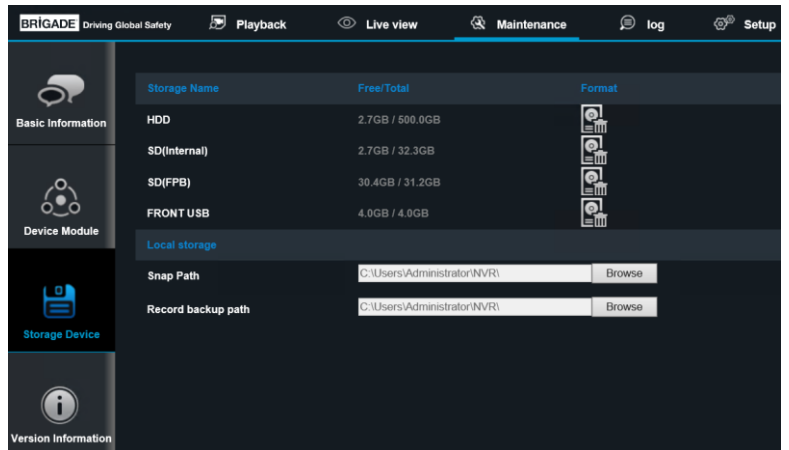 BRIGADE Driving Global Safety Playback Live view Maintenance log Setup
Basic Information
Device Module
Storage Device
Version Information
Storage Name Free/Total Format
HDD 2.7GB / 500.0GB
SD(Internal) 2.7GB / 32.3GB
SD(FPB) 30.4GB / 31.2GB
FRONT USB 4.0GB / 4.0GB
Local storage
Snap Path C:\Users\Administrator\NVR\ Browse
Record backup path C:\Users\Administrator\NVR\ Browse